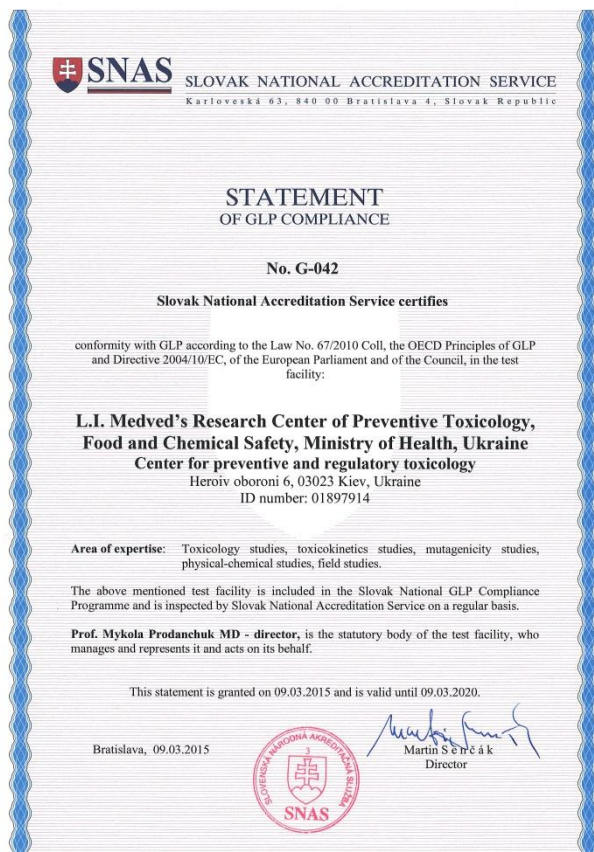 SNAS
SLOVAK NATIONAL ACCREDITATION SERVICE
Karloveská 63, 840 00 Bratislava 4, Slovak Republic
STATEMENT
OF GLP COMPLIANCE
No. G-042
Slovak National Accreditation Service certifies
conformity with GLP according to the Law No. 67/2010 Coll, the OECD Principles of GLP
and Directive 2004/10/EC, of the European Parliament and of the Council, in the test
facility:
L.I. Medved's Research Center of Preventive Toxicology,
Food and Chemical Safety, Ministry of Health, Ukraine
Center for preventive and regulatory toxicology
Heroiv oboroni 6, 03023 Kiev, Ukraine
ID number: 01897914
Area of expertise: Toxicology studies, toxicokinetics studies, mutagenicity studies,
physical-chemical studies, field studies.
The above mentioned test facility is included in the Slovak National GLP Compliance
Programme and is inspected by Slovak National Accreditation Service on a regular basis.
Prof. Mykola Prodanchuk MD - director, is the statutory body of the test facility, who
manages and represents it and acts on its behalf.
This statement is granted on 09.03.2015 and is valid until 09.03.2020.
Bratislava, 09.03.2015
Martin Senčák
Director
SLOVENSKÁ NÁRODNÁ AKREDITAČNÁ SLUŽBA
3
SNAS